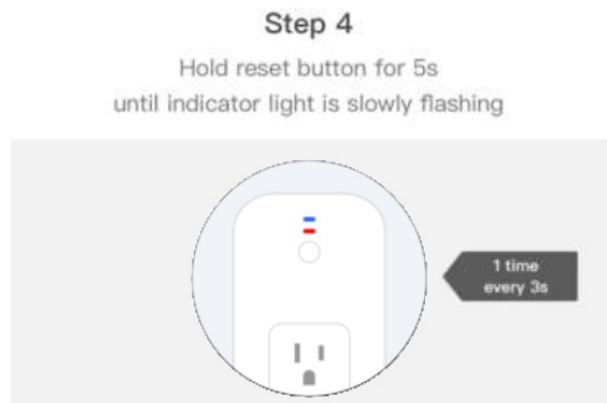 Step 4
Hold reset button for 5s
until indicator light is slowly flashing
1 time
every 3s